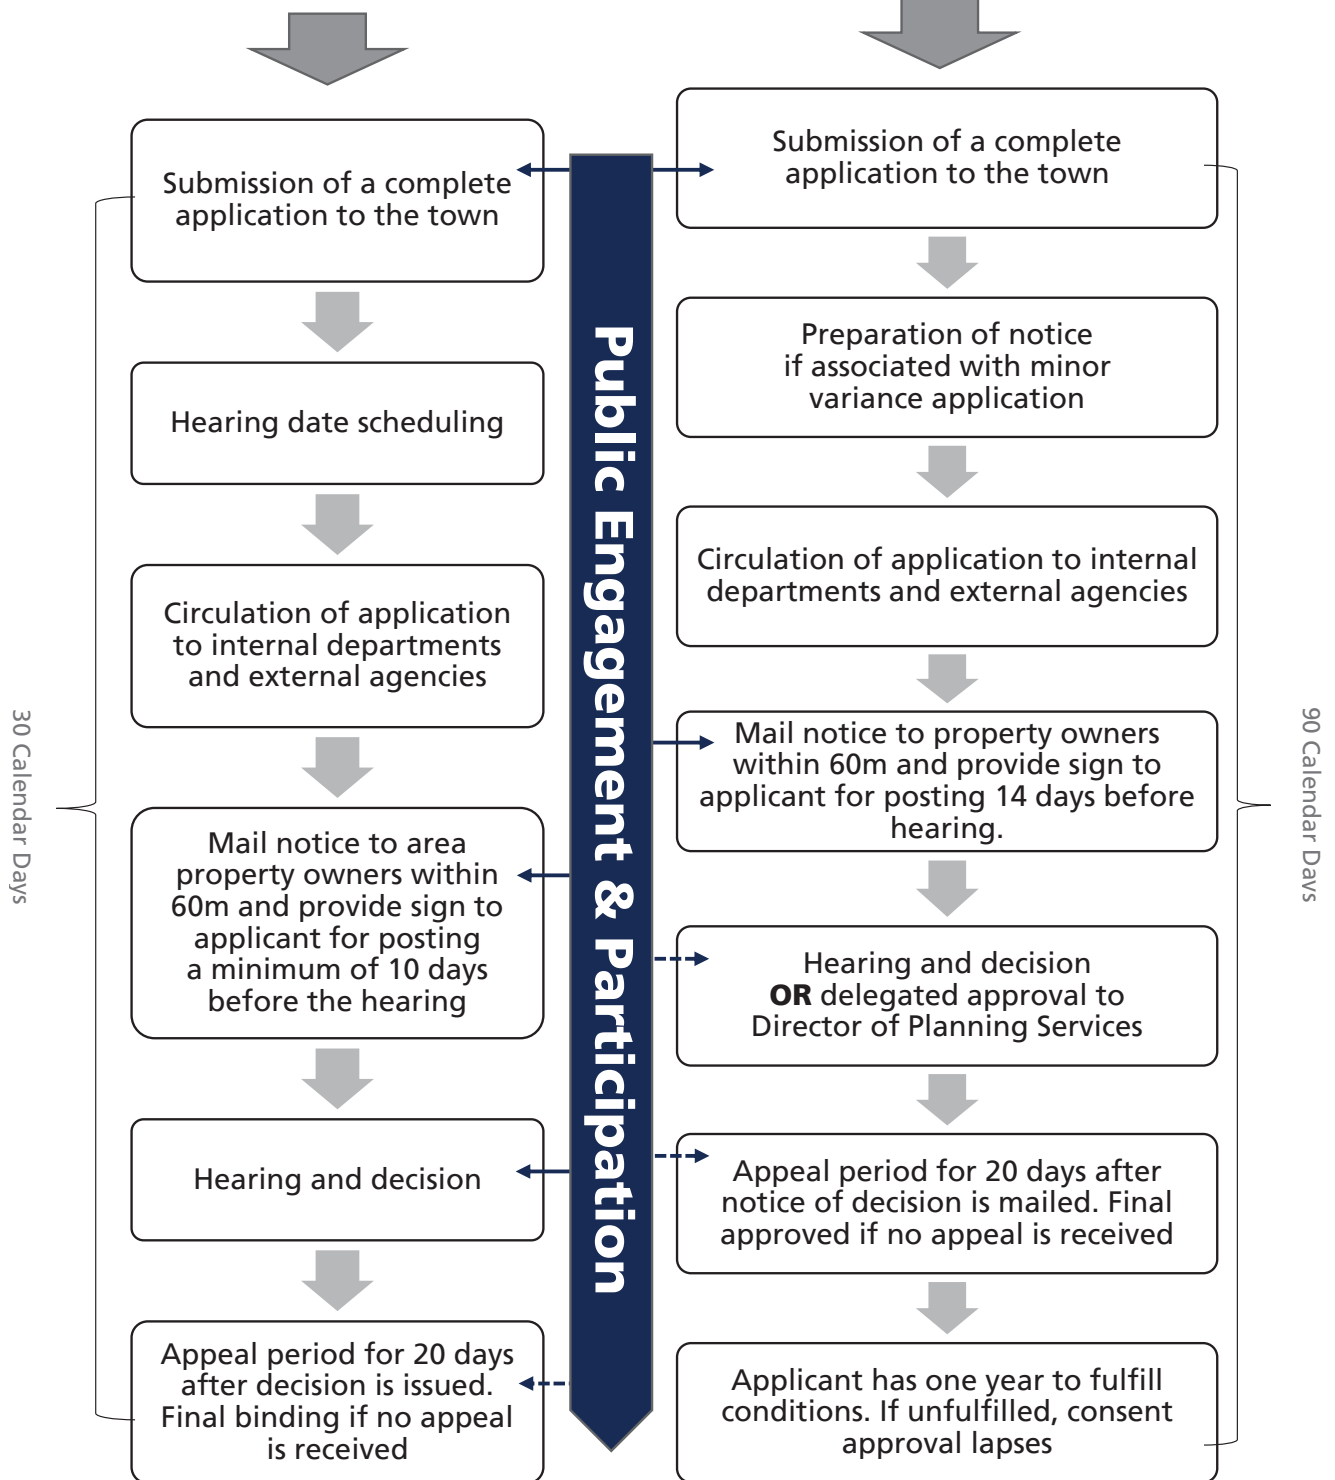 30 Calendar Days
Submission of a complete
application to the town
Hearing date scheduling
Circulation of application
to internal departments
and external agencies
Mail notice to area
property owners within
60m and provide sign to
applicant for posting
a minimum of 10 days
before the hearing
Hearing and decision
Appeal period for 20 days
after decision is issued.
Final binding if no appeal
is received
Public Engagement & Participation
Submission of a complete
application to the town
Preparation of notice
if associated with minor
variance application
Circulation of application to internal
departments and external agencies
Mail notice to property owners
within 60m and provide sign to
applicant for posting 14 days before
hearing.
Hearing and decision
OR delegated approval to
Director of Planning Services
Appeal period for 20 days after
notice of decision is mailed. Final
approved if no appeal is received
Applicant has one year to fulfill
conditions. If unfulfilled, consent
approval lapses
90 Calendar Days